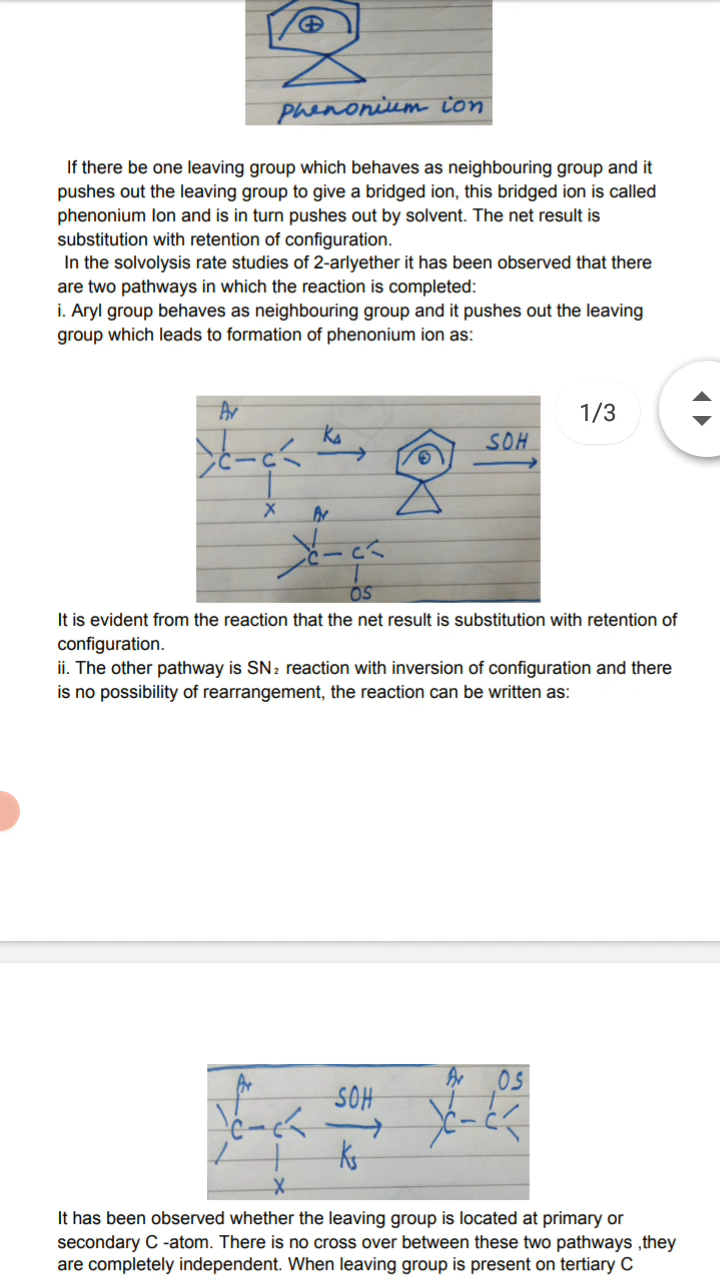 phenonium ion
If there be one leaving group which behaves as neighbouring group and it
pushes out the leaving group to give a bridged ion, this bridged ion is called
phenonium Ion and is in turn pushes out by solvent. The net result is
substitution with retention of configuration.
In the solvolysis rate studies of 2-arlyether it has been observed that there
are two pathways in which the reaction is completed:
i. Aryl group behaves as neighbouring group and it pushes out the leaving
group which leads to formation of phenonium ion as:
1/3
Ar
C-C
X
Ks
SOH
Ar
C-C
OS
It is evident from the reaction that the net result is substitution with retention of
configuration.
ii. The other pathway is SN₂ reaction with inversion of configuration and there
is no possibility of rearrangement, the reaction can be written as:
Ar
C-C
X
SOH
Ks
Ar OS
C-C
It has been observed whether the leaving group is located at primary or
secondary C -atom. There is no cross over between these two pathways ,they
are completely independent. When leaving group is present on tertiary C